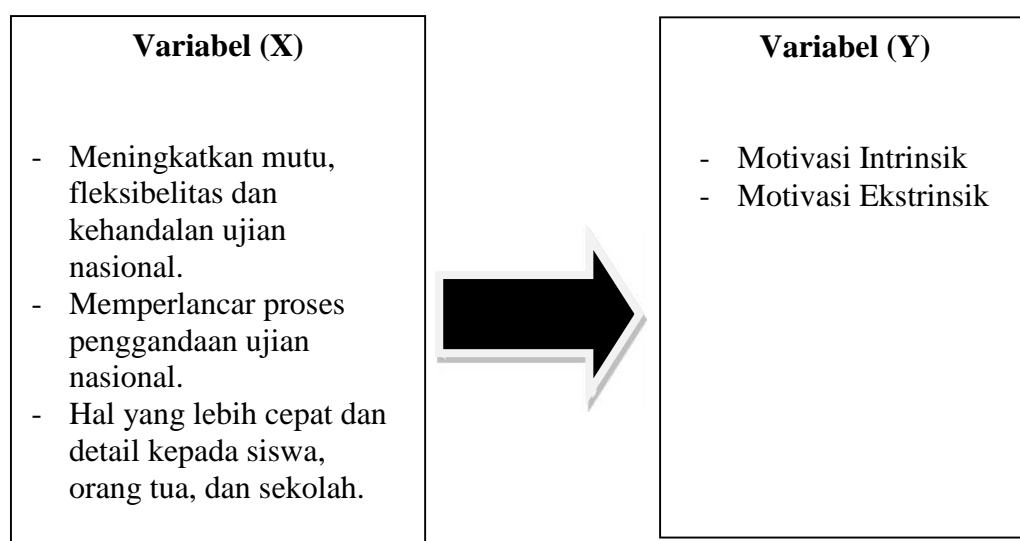 Variabel (X)
- Meningkatkan mutu,
fleksibelitas dan
kehandalan ujian
nasional.
- Memperlancar proses
penggandaan ujian
nasional.
- Hal yang lebih cepat dan
detail kepada siswa,
orang tua, dan sekolah.
Variabel (Y)
- Motivasi Intrinsik
- Motivasi Ekstrinsik